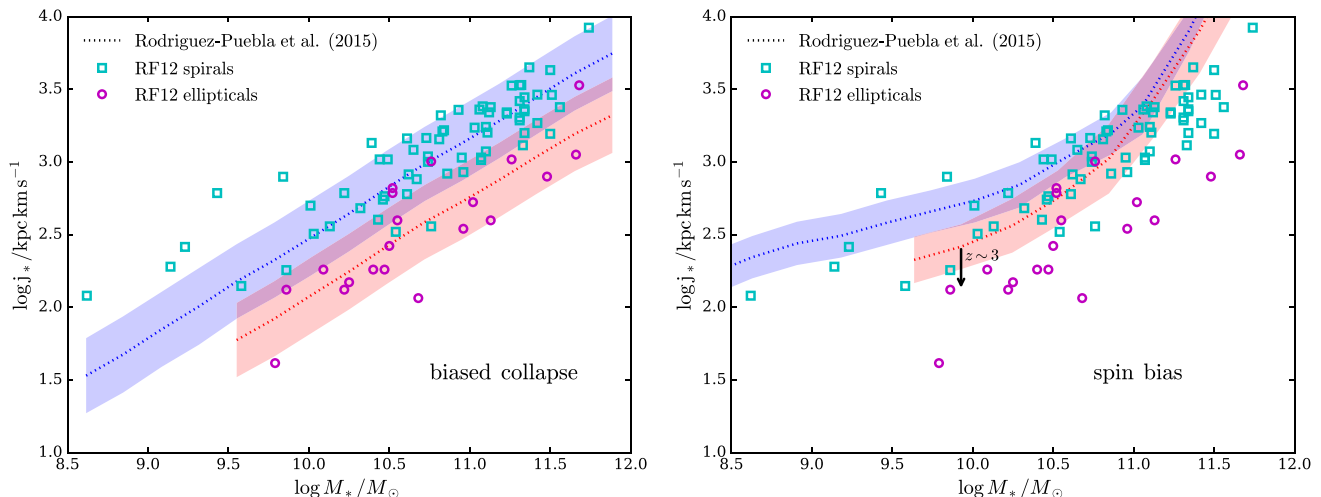 4.0
3.5
3.0
2.5
2.0
1.5
1.0
log j∗/kpc km s⁻¹
Rodriguez-Puebla et al. (2015)
RF12 spirals
RF12 ellipticals
biased collapse
8.5 9.0 9.5 10.0 10.5 11.0 11.5 12.0
log M∗/M⊙
4.0
3.5
3.0
2.5
2.0
1.5
1.0
log j∗/kpc km s⁻¹
Rodriguez-Puebla et al. (2015)
RF12 spirals
RF12 ellipticals
z ∼ 3
spin bias
8.5 9.0 9.5 10.0 10.5 11.0 11.5 12.0
log M∗/M⊙